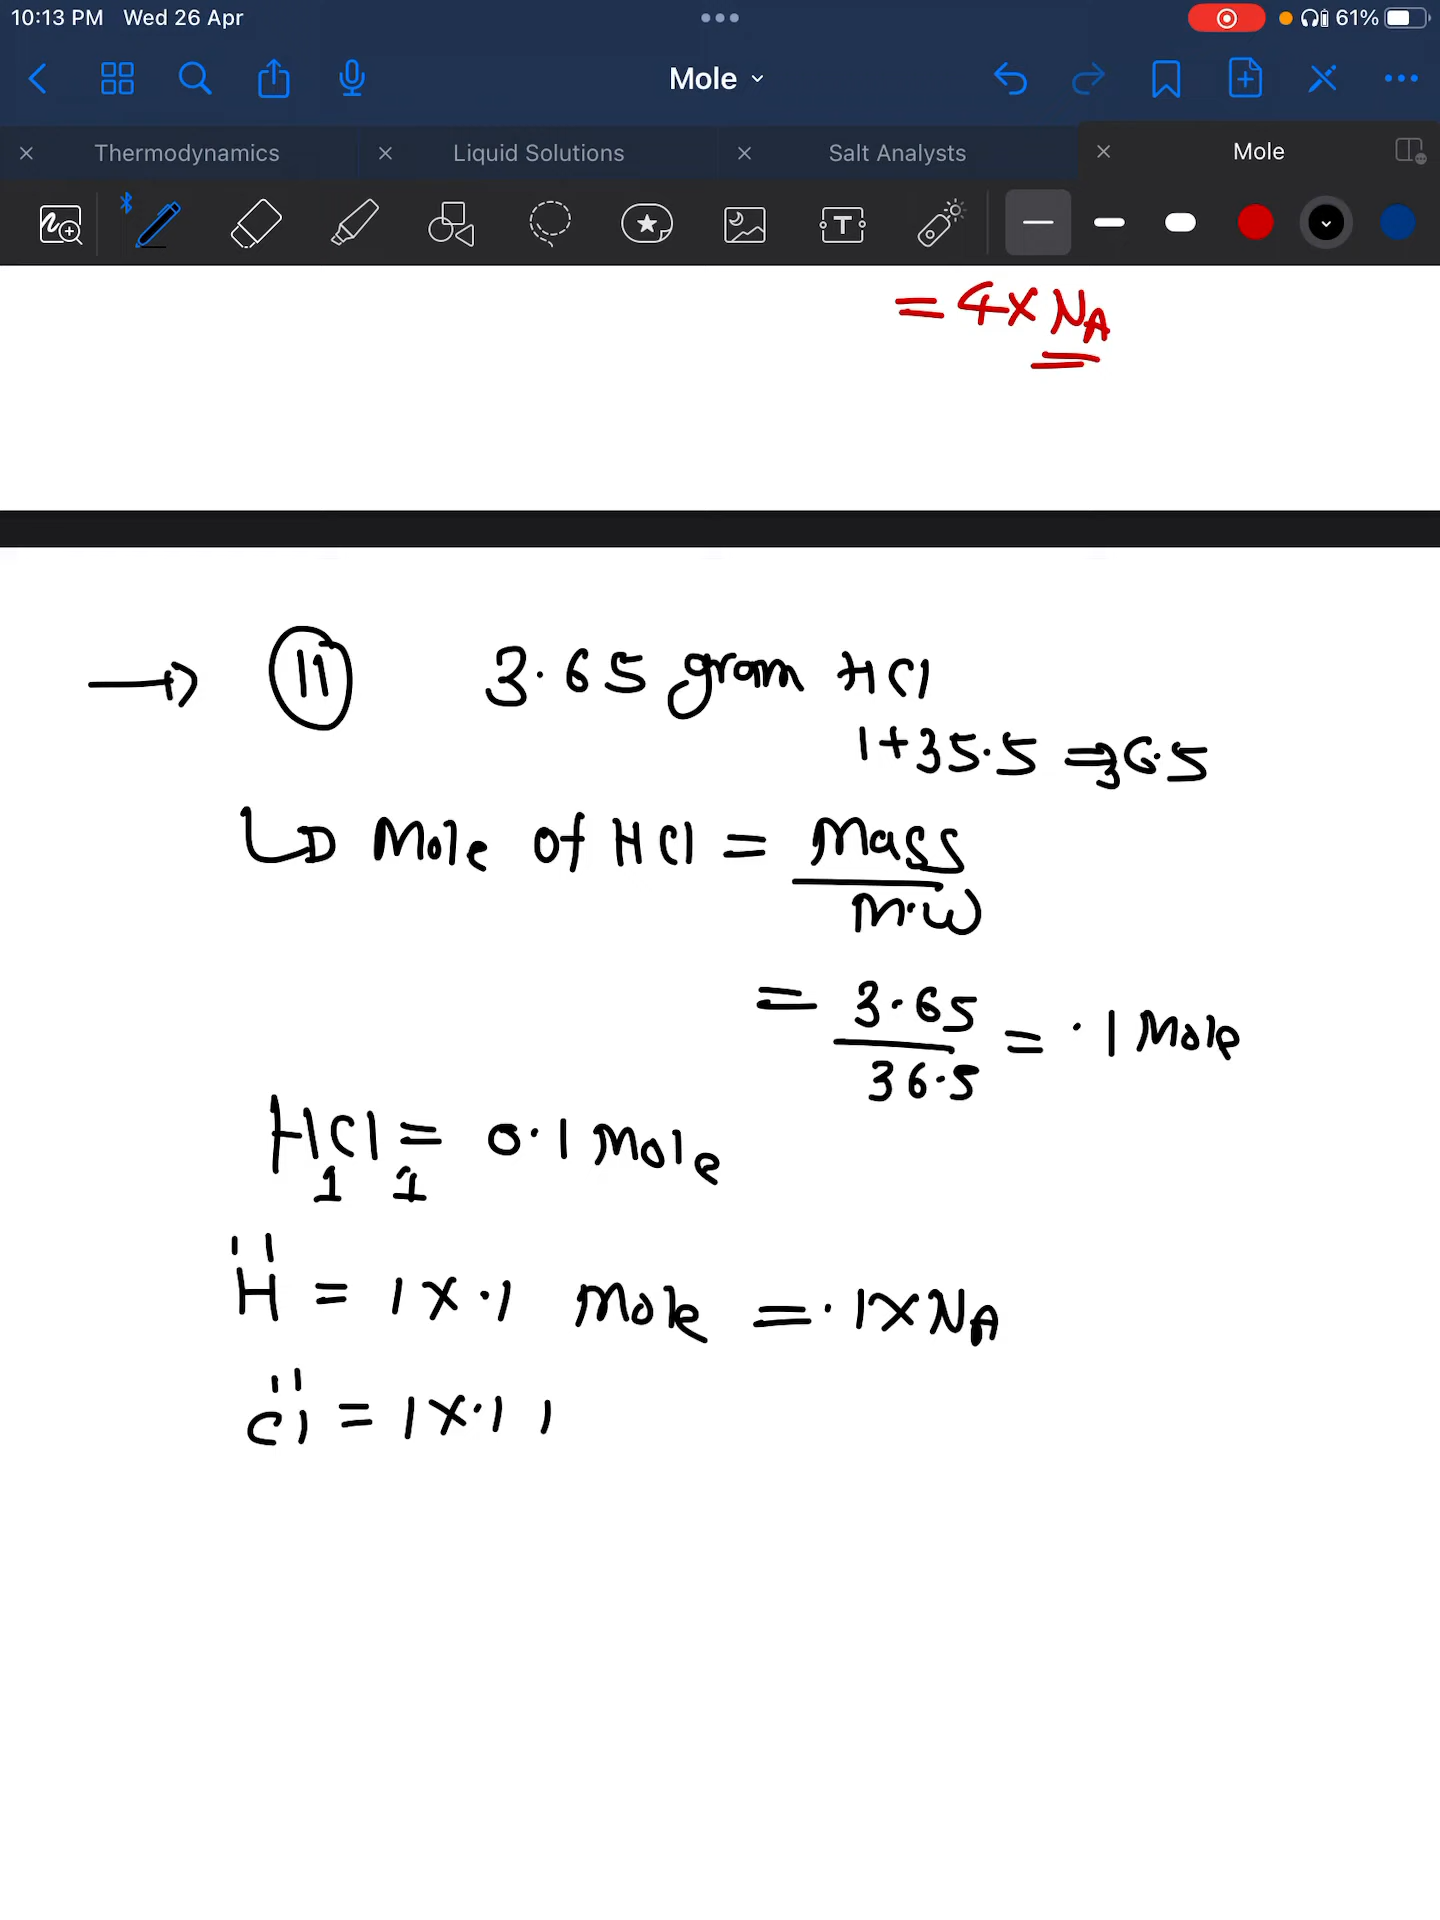 10:13 PM Wed 26 Apr 61%
Mole
Thermodynamics Liquid Solutions Salt Analysts Mole
T
= 4 x NA
(11) 3.65 gram HCl
1+35.5 ⇒ 36.5
Mole of HCl = Mass
M.W
= 3.65 = .1 Mole
36.5
HCl = 0.1 Mole
1 1
H = 1 x .1 Mole = .1 x NA
Cl = 1 x .1